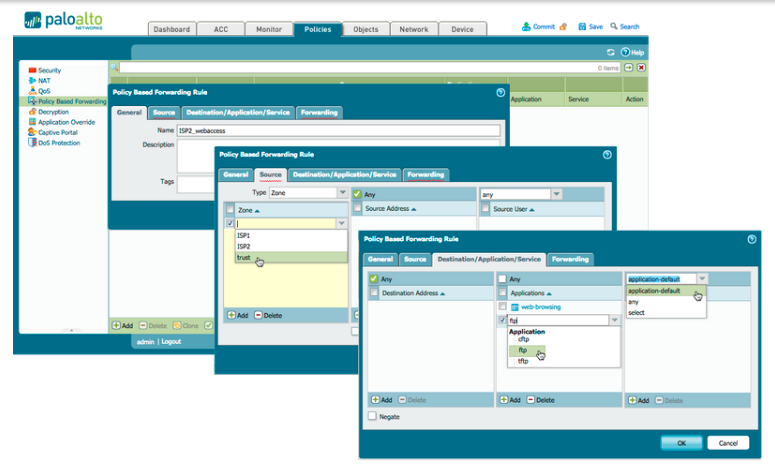 paloalto
NETWORKS
Dashboard ACC Monitor Policies Objects Network Device
Commit Save Search
Help
Security
NAT
QoS
Policy Based Forwarding
Decryption
Application Override
Captive Portal
DoS Protection
0 items
Application Service Action
Policy Based Forwarding Rule
General Source Destination/Application/Service Forwarding
Name ISP2_webaccess
Description
Tags
Add Delete Clone
admin | Logout
Policy Based Forwarding Rule
General Source Destination/Application/Service Forwarding
Type Zone
Any
any
Zone
Source Address
Source User
ISP1
ISP2
trust
Add Delete
Policy Based Forwarding Rule
General Source Destination/Application/Service Forwarding
Any
Any
application-default
Destination Address
Applications
application-default
any
select
web-browsing
ftp
Application
cftp
ftp
tftp
Add Delete
Add Delete
Add Delete
Negate
OK Cancel